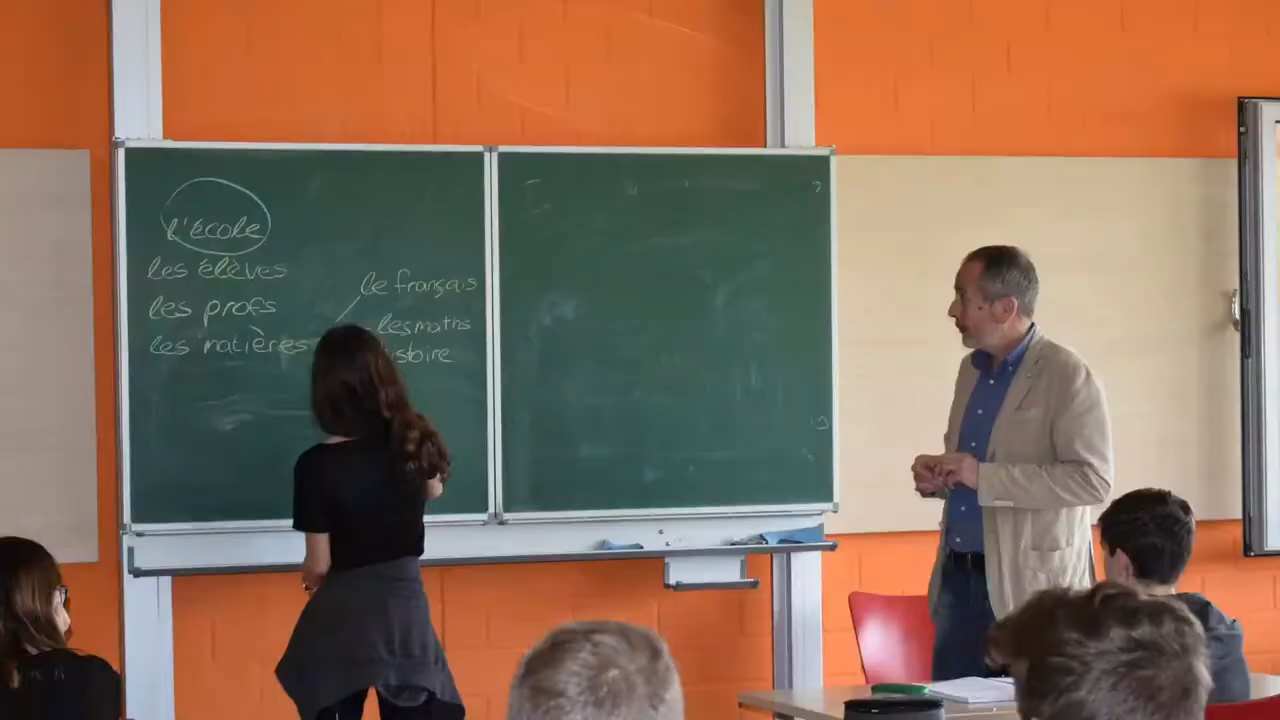 l'école
les élèves
les profs
les matières
le français
les maths